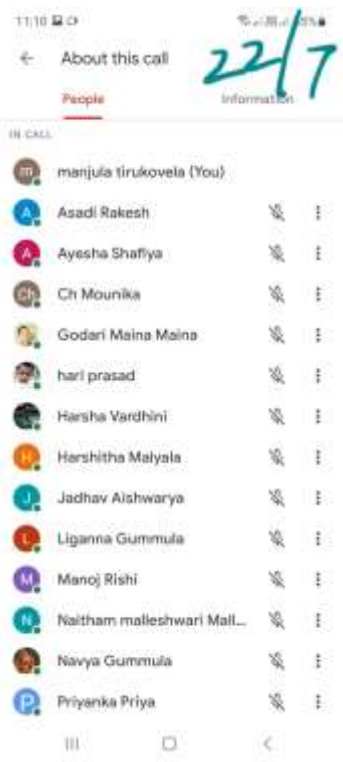 11:10
About this call
22/7
People
Information
IN CALL
m
manjula tirukovela (You)
A
Asadi Rakesh
A
Ayesha Shafiya
Ch
Ch Mounika
Godari Maina Maina
hari prasad
Harsha Vardhini
H
Harshitha Malyala
J
Jadhav Aishwarya
L
Liganna Gummula
M
Manoj Rishi
N
Naitham malleshwari Mall...
Navya Gummula
P
Priyanka Priya